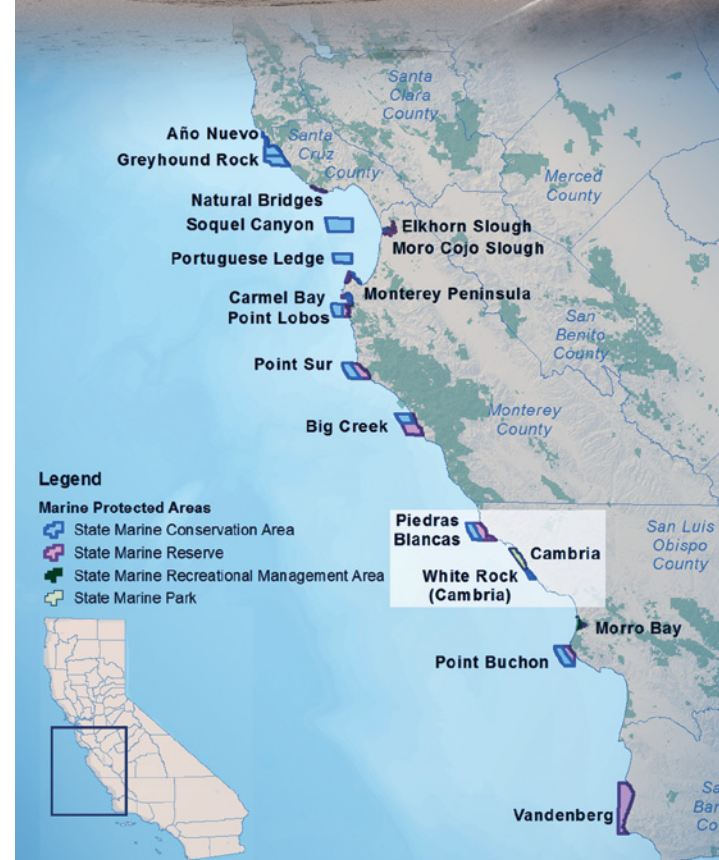 Santa
Clara
County
Año Nuevo
Santa
Cruz
County
Greyhound Rock
Merced
County
Natural Bridges
Soquel Canyon
Elkhorn Slough
Moro Cojo Slough
Portuguese Ledge
Carmel Bay
Monterey Peninsula
Point Lobos
San
Benito
County
Point Sur
Big Creek
Monterey
County
Legend
Marine Protected Areas
State Marine Conservation Area
State Marine Reserve
State Marine Recreational Management Area
State Marine Park
Piedras
Blancas
Cambria
White Rock
(Cambria)
San Luis
Obispo
County
Morro Bay
Point Buchon
Vandenberg
Sa
Bar
Co